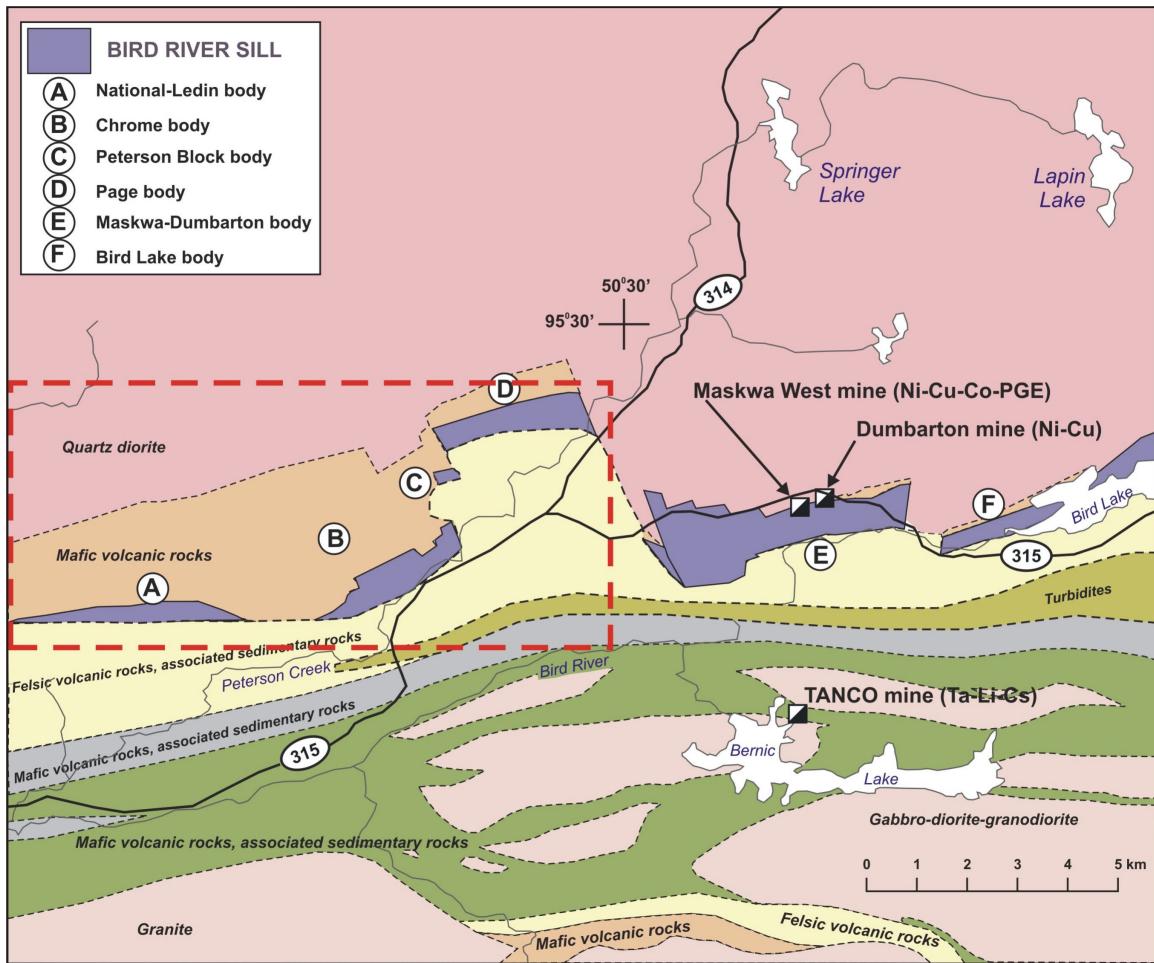 BIRD RIVER SILL
A National-Ledin body
B Chrome body
C Peterson Block body
D Page body
E Maskwa-Dumbarton body
F Bird Lake body
Springer
Lake
Lapin
Lake
50⁰30’
95⁰30’
314
D
Maskwa West mine (Ni-Cu-Co-PGE)
Dumbarton mine (Ni-Cu)
Quartz diorite
C
F
Bird Lake
B
E
315
Mafic volcanic rocks
A
Turbidites
Felsic volcanic rocks, associated sedimentary rocks
Peterson Creek
Bird River
TANCO mine (Ta-Li-Cs)
Mafic volcanic rocks, associated sedimentary rocks
315
Bernic
Lake
Gabbro-diorite-granodiorite
Mafic volcanic rocks, associated sedimentary rocks
0 1 2 3 4 5 km
Granite
Mafic volcanic rocks
Felsic volcanic rocks